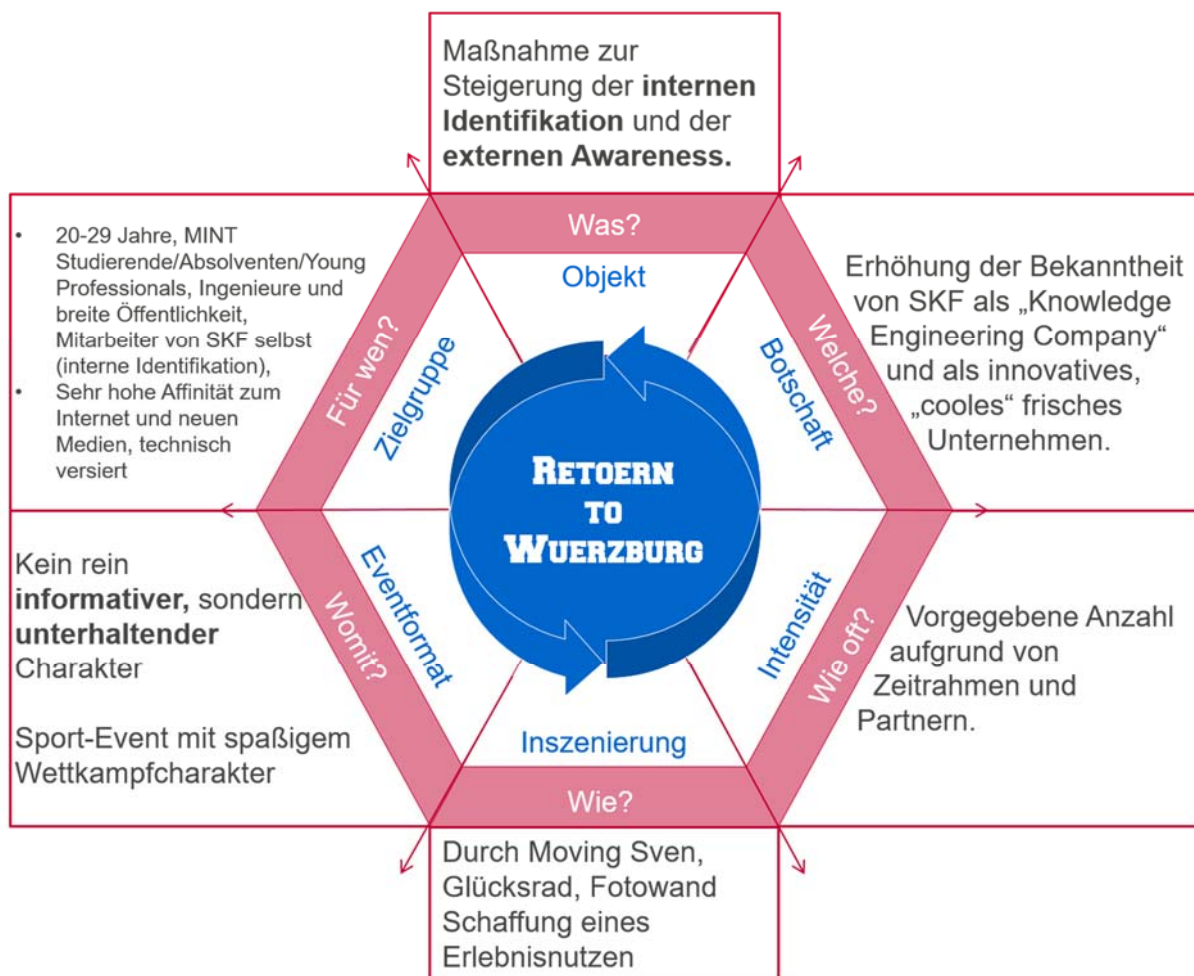 Maßnahme zur
Steigerung der internen
Identifikation und der
externen Awareness.
Was?
Objekt
• 20-29 Jahre, MINT
Studierende/Absolventen/Young
Professionals, Ingenieure und
breite Öffentlichkeit,
Mitarbeiter von SKF selbst
(interne Identifikation),
• Sehr hohe Affinität zum
Internet und neuen
Medien, technisch
versiert
Für wen?
Zielgruppe
Botschaft
Welche?
Erhöhung der Bekanntheit
von SKF als „Knowledge
Engineering Company“
und als innovatives,
„cooles“ frisches
Unternehmen.
RETOERN
TO
WUERZBURG
Kein rein
informativer, sondern
unterhaltender
Charakter
Sport-Event mit spaßigem
Wettkampfcharakter
Womit?
Eventformat
Intensität
Wie oft?
Vorgegebene Anzahl
aufgrund von
Zeitrahmen und
Partnern.
Inszenierung
Wie?
Durch Moving Sven,
Glücksrad, Fotowand
Schaffung eines
Erlebnisnutzen